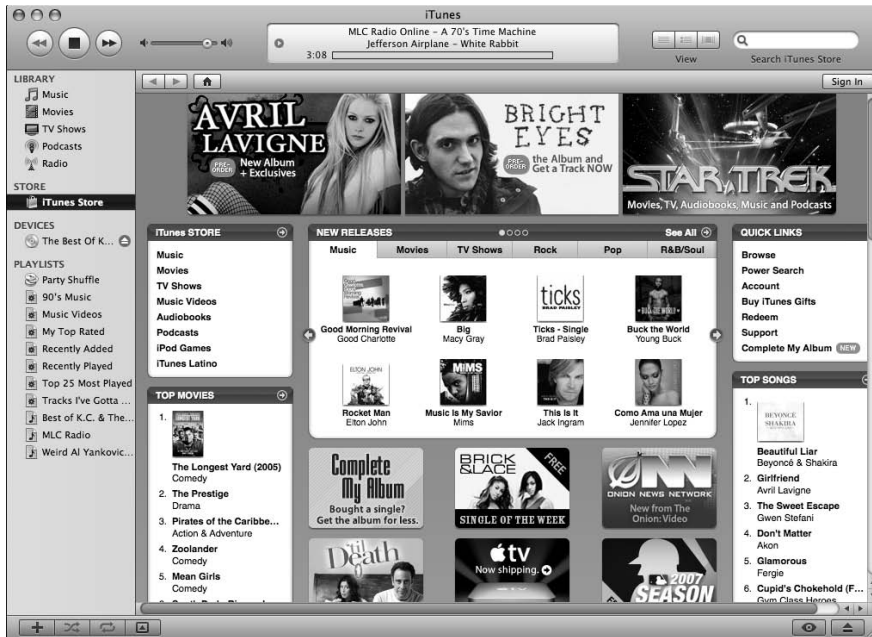 iTunes
MLC Radio Online – A 70's Time Machine
Jefferson Airplane – White Rabbit
3:08
View
Search iTunes Store
LIBRARY
Music
Movies
TV Shows
Podcasts
Radio
STORE
iTunes Store
DEVICES
The Best Of K...
PLAYLISTS
Party Shuffle
90's Music
Music Videos
My Top Rated
Recently Added
Recently Played
Top 25 Most Played
Tracks I've Gotta ...
Best of K.C. & The...
MLC Radio
Weird Al Yankovic...
Sign In
AVRIL
LAVIGNE
PRE-ORDER
New Album
+ Exclusives
BRIGHT
EYES
PRE-ORDER
the Album and
Get a Track NOW
STAR TREK
Movies, TV, Audiobooks, Music and Podcasts
iTunes STORE
Music
Movies
TV Shows
Music Videos
Audiobooks
Podcasts
iPod Games
iTunes Latino
TOP MOVIES
1.
The Longest Yard (2005)
Comedy
2. The Prestige
Drama
3. Pirates of the Caribbe...
Action & Adventure
4. Zoolander
Comedy
5. Mean Girls
Comedy
NEW RELEASES
See All
Music Movies TV Shows Rock Pop R&B/Soul
Good Morning Revival
Good Charlotte
Big
Macy Gray
ticks
BRAD PAISLEY
Ticks - Single
Brad Paisley
Buck the World
Young Buck
ELTON JOHN
Rocket Man
Elton John
MIMS
Music Is My Savior
Mims
This Is It
Jack Ingram
Como Ama una Mujer
Jennifer Lopez
Complete
My Album
Bought a single?
Get the album for less.
BRICK
& LACE
FREE
SINGLE OF THE WEEK
ONN
ONION NEWS NETWORK
New from The
Onion: Video
'til
Death
tv
Now shipping.
2007
SEASON
QUICK LINKS
Browse
Power Search
Account
Buy iTunes Gifts
Redeem
Support
Complete My Album NEW
TOP SONGS
1.
BEYONCE
SHAKIRA
Beautiful Liar
Beyoncé & Shakira
2. Girlfriend
Avril Lavigne
3. The Sweet Escape
Gwen Stefani
4. Don't Matter
Akon
5. Glamorous
Fergie
6. Cupid's Chokehold (F...
Gym Class Heroes